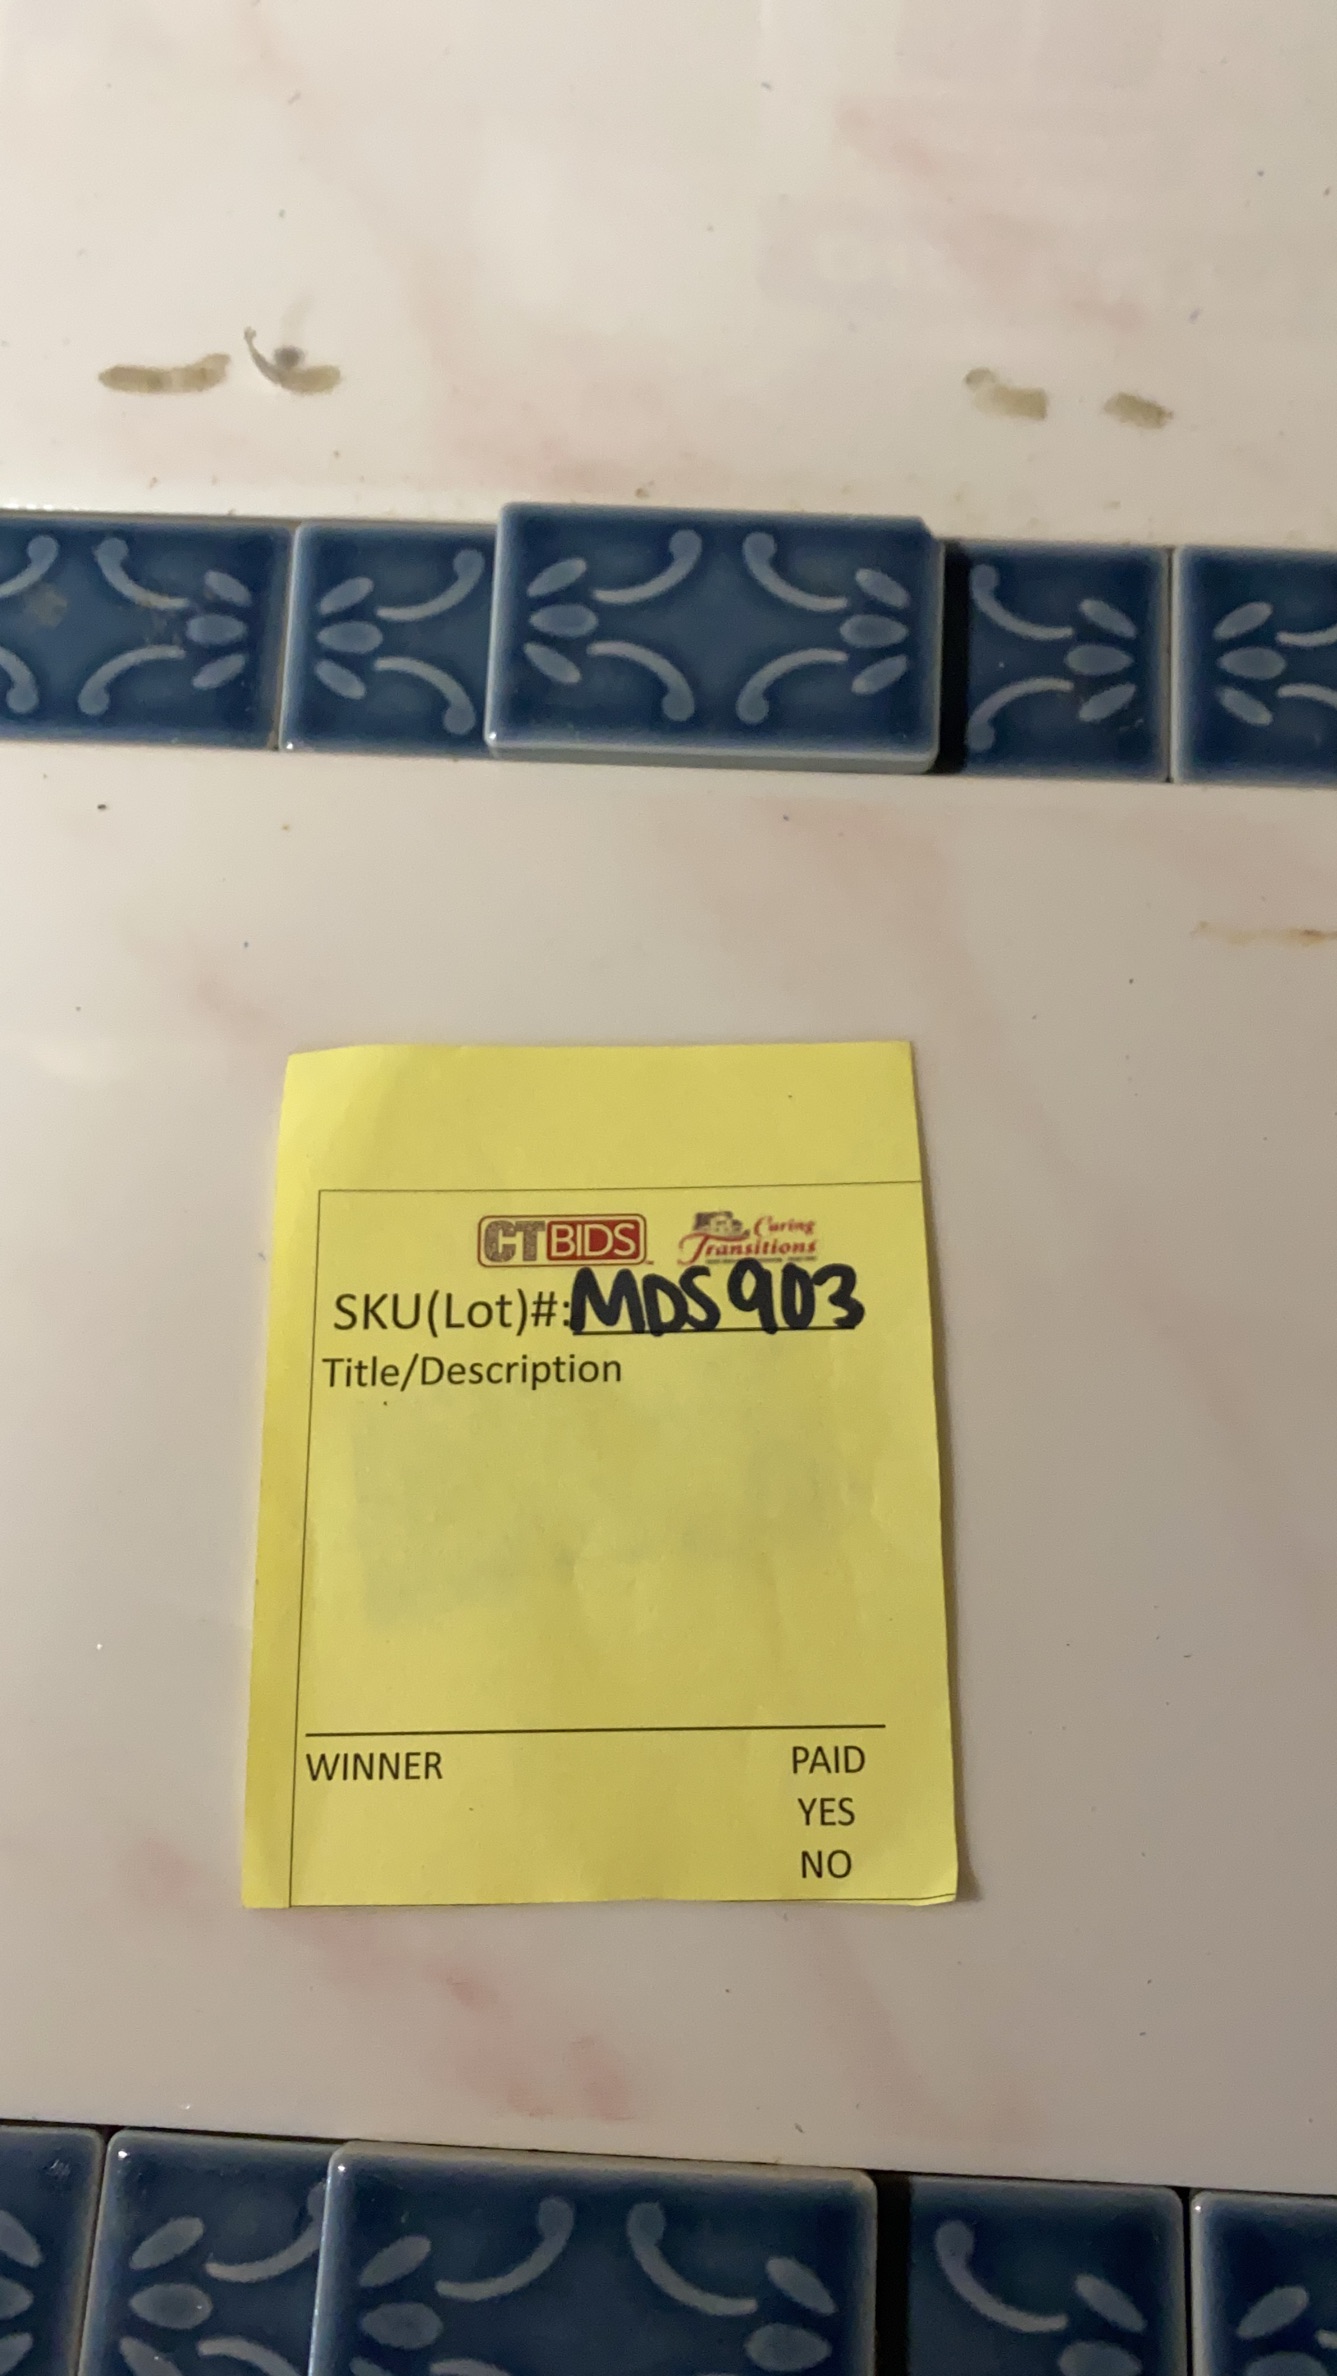 CTBIDS Caring Transitions
SKU(Lot)#: MDS903
Title/Description
WINNER PAID
YES
NO